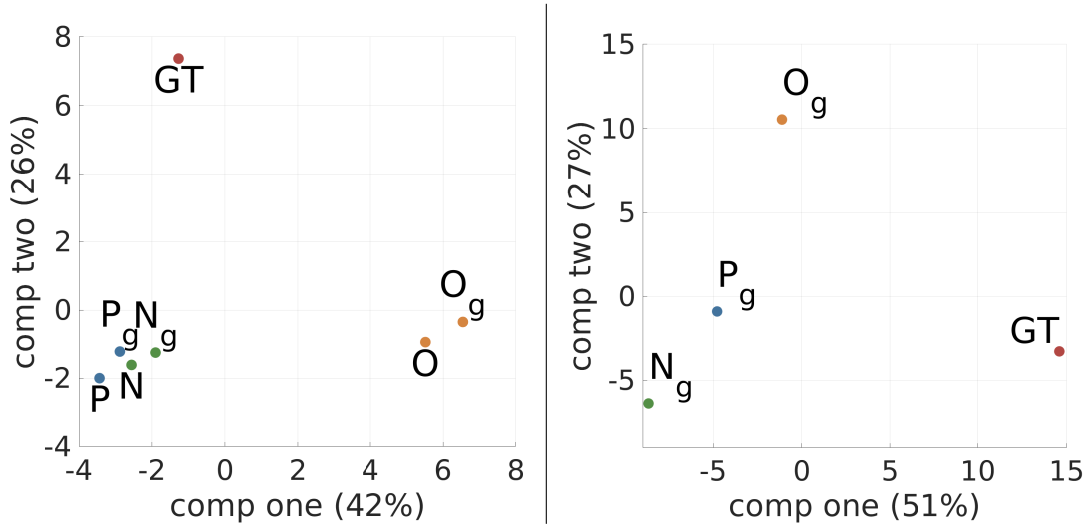 8
GT
6
4
2
0
-2
-4
O g
P g N g
O
P N
-4 -2 0 2 4 6 8
comp one (42%)
comp two (26%)
15
O g
10
5
P g
0
GT
N g
-5
-5 0 5 10 15
comp one (51%)
comp two (27%)